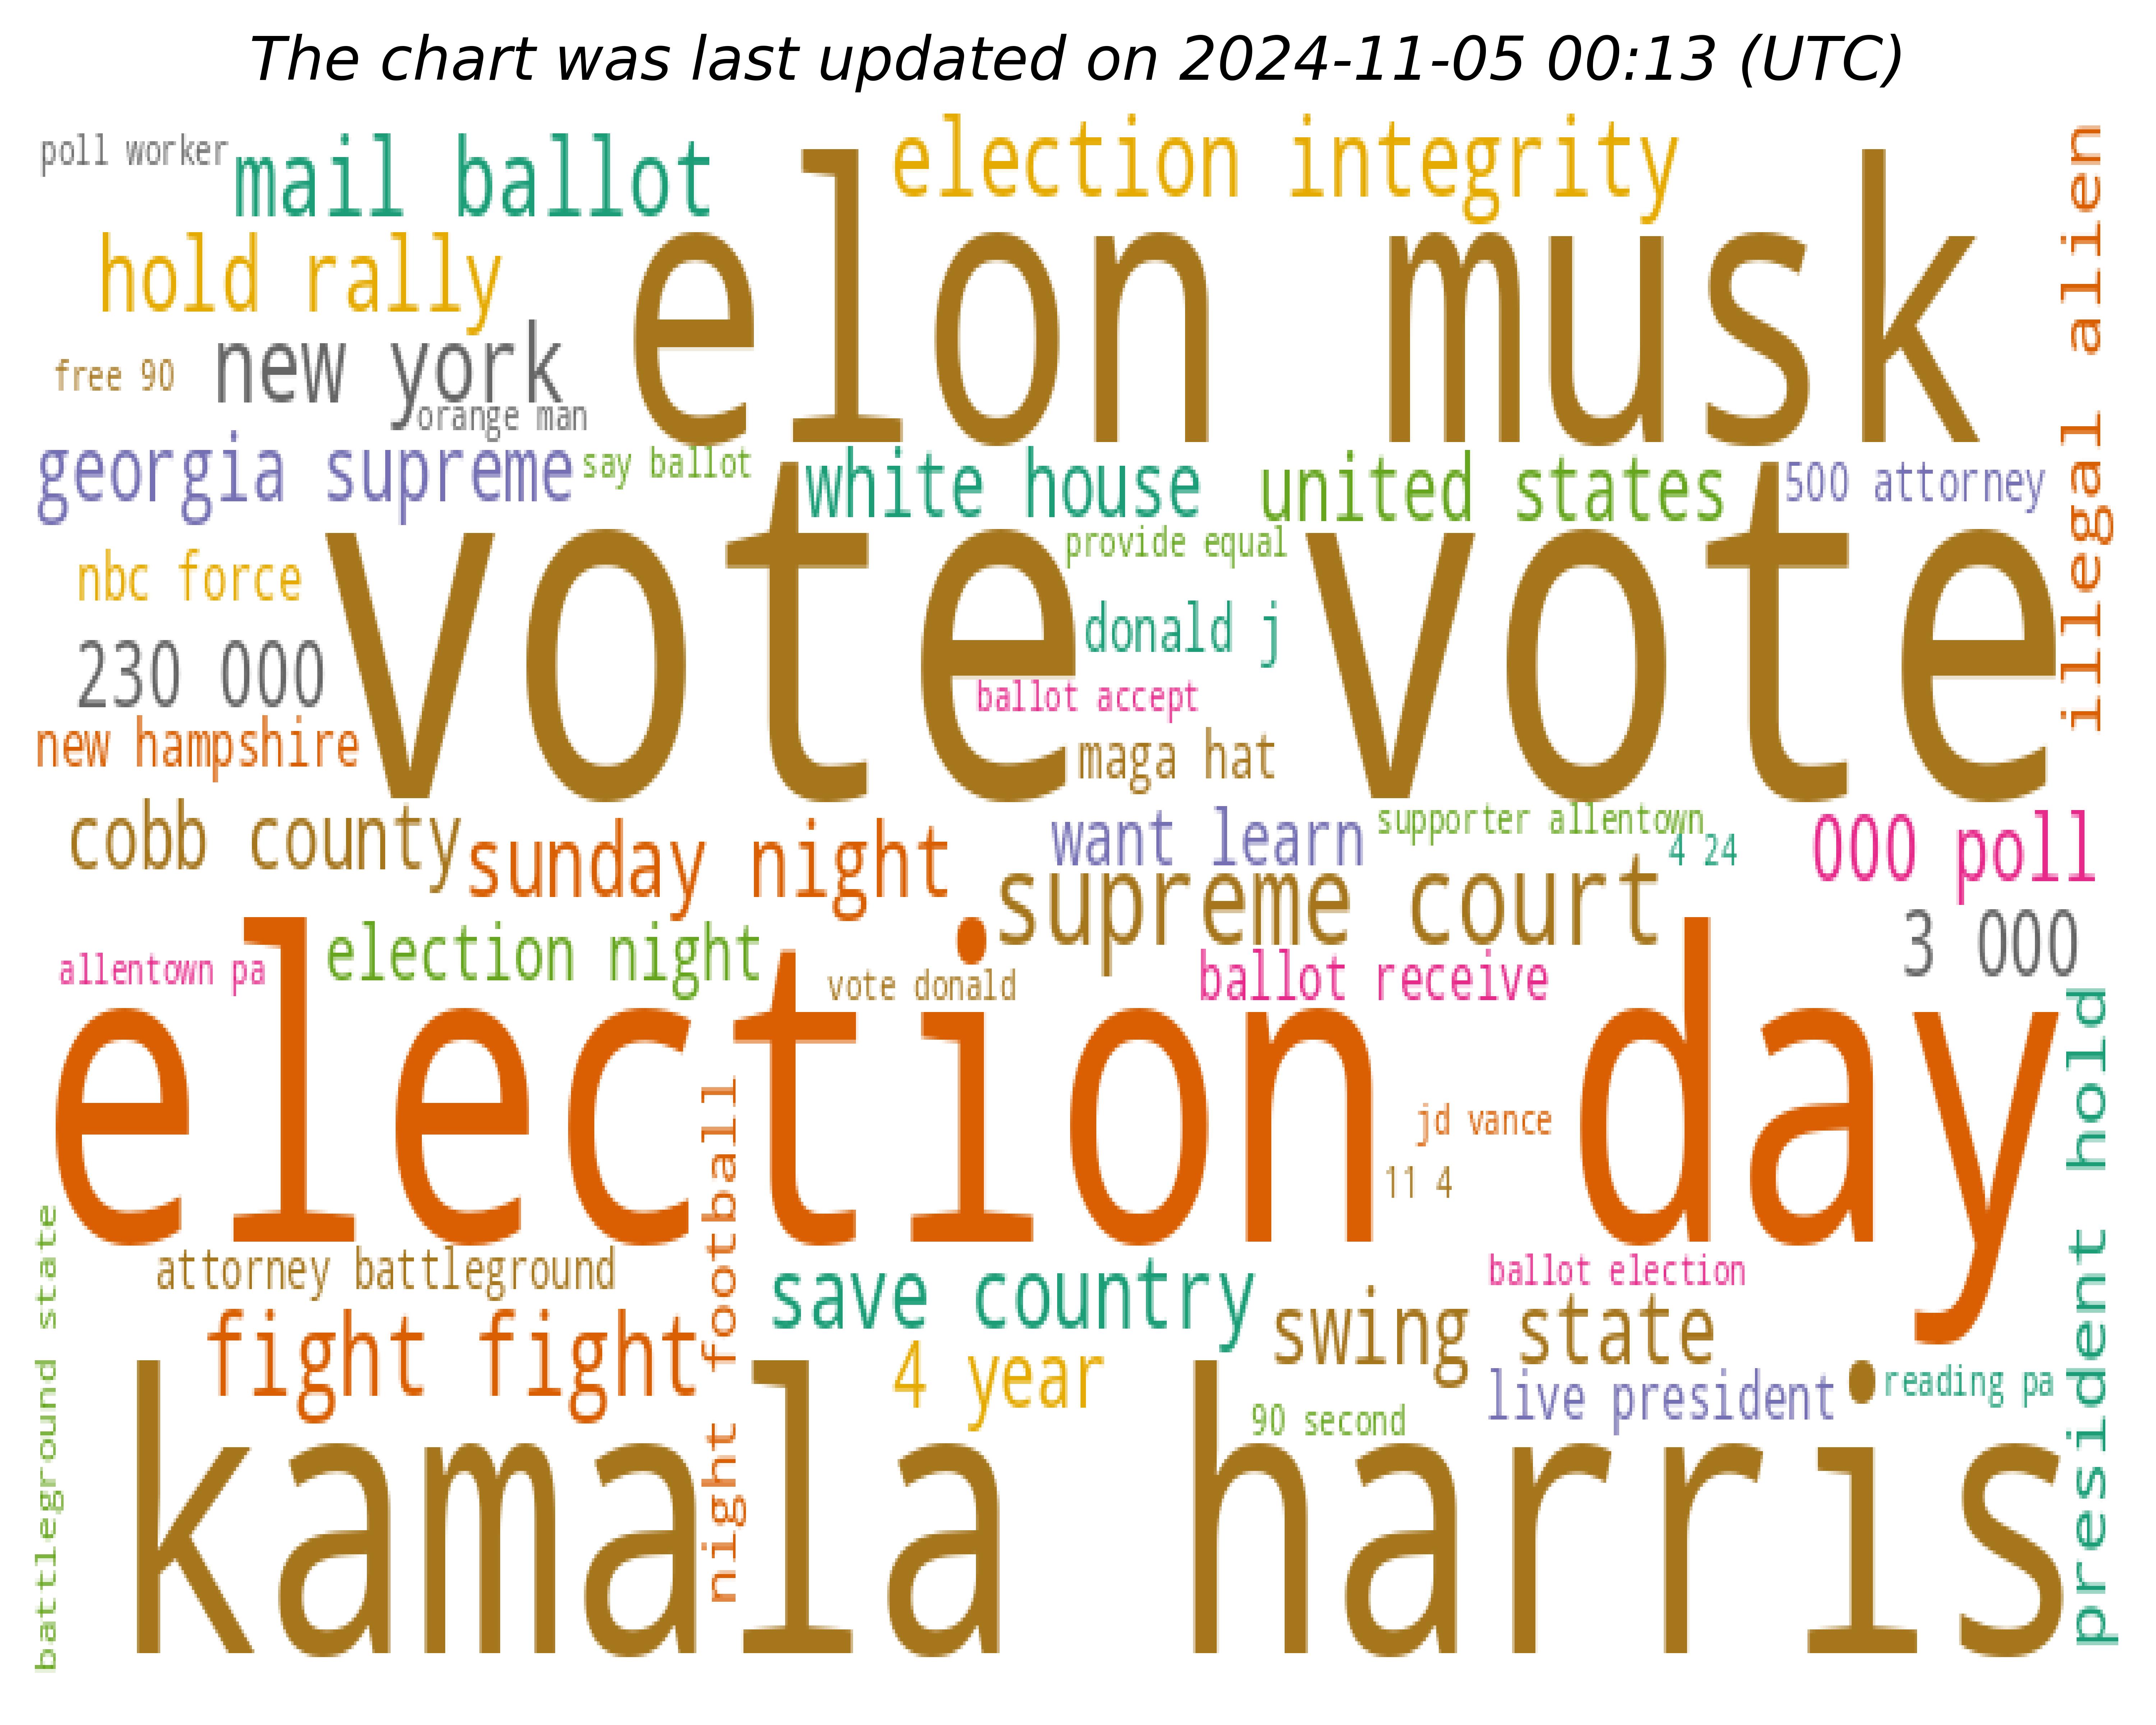 The chart was last updated on 2024-11-05 00:13 (UTC)
poll worker
mail ballot
election integrity
illegal alien
elon musk
hold rally
new york
free 90
orange man
georgia supreme
say ballot
white house
united states
500 attorney
vote vote
provide equal
nbc force
donald j
230 000
ballot accept
new hampshire
maga hat
cobb county
sunday night
want learn
supporter allentown
4 24
000 poll
supreme court
3 000
election night
allentown pa
vote donald
ballot receive
election day
president hold
night football
jd vance
11 4
battleground state
attorney battleground
save country
ballot election
swing state
fight fight
4 year
live president
reading pa
90 second
kamala harris